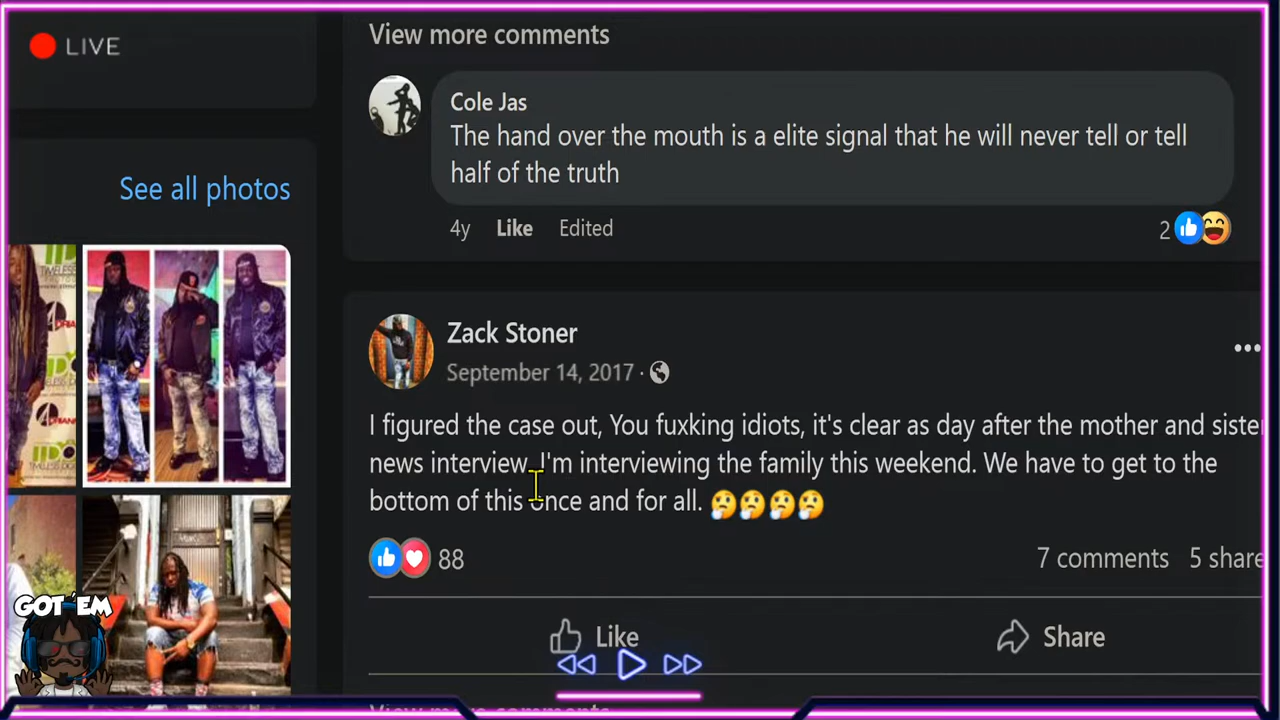 LIVE
View more comments
Cole Jas
The hand over the mouth is a elite signal that he will never tell or tell
half of the truth
4y Like Edited
2
See all photos
Zack Stoner
September 14, 2017 ·
I figured the case out, You fuxking idiots, it's clear as day after the mother and siste
news interview. I'm interviewing the family this weekend. We have to get to the
bottom of this once and for all.
88
7 comments 5 share
Like
Share
GOT 'EM
View more comments